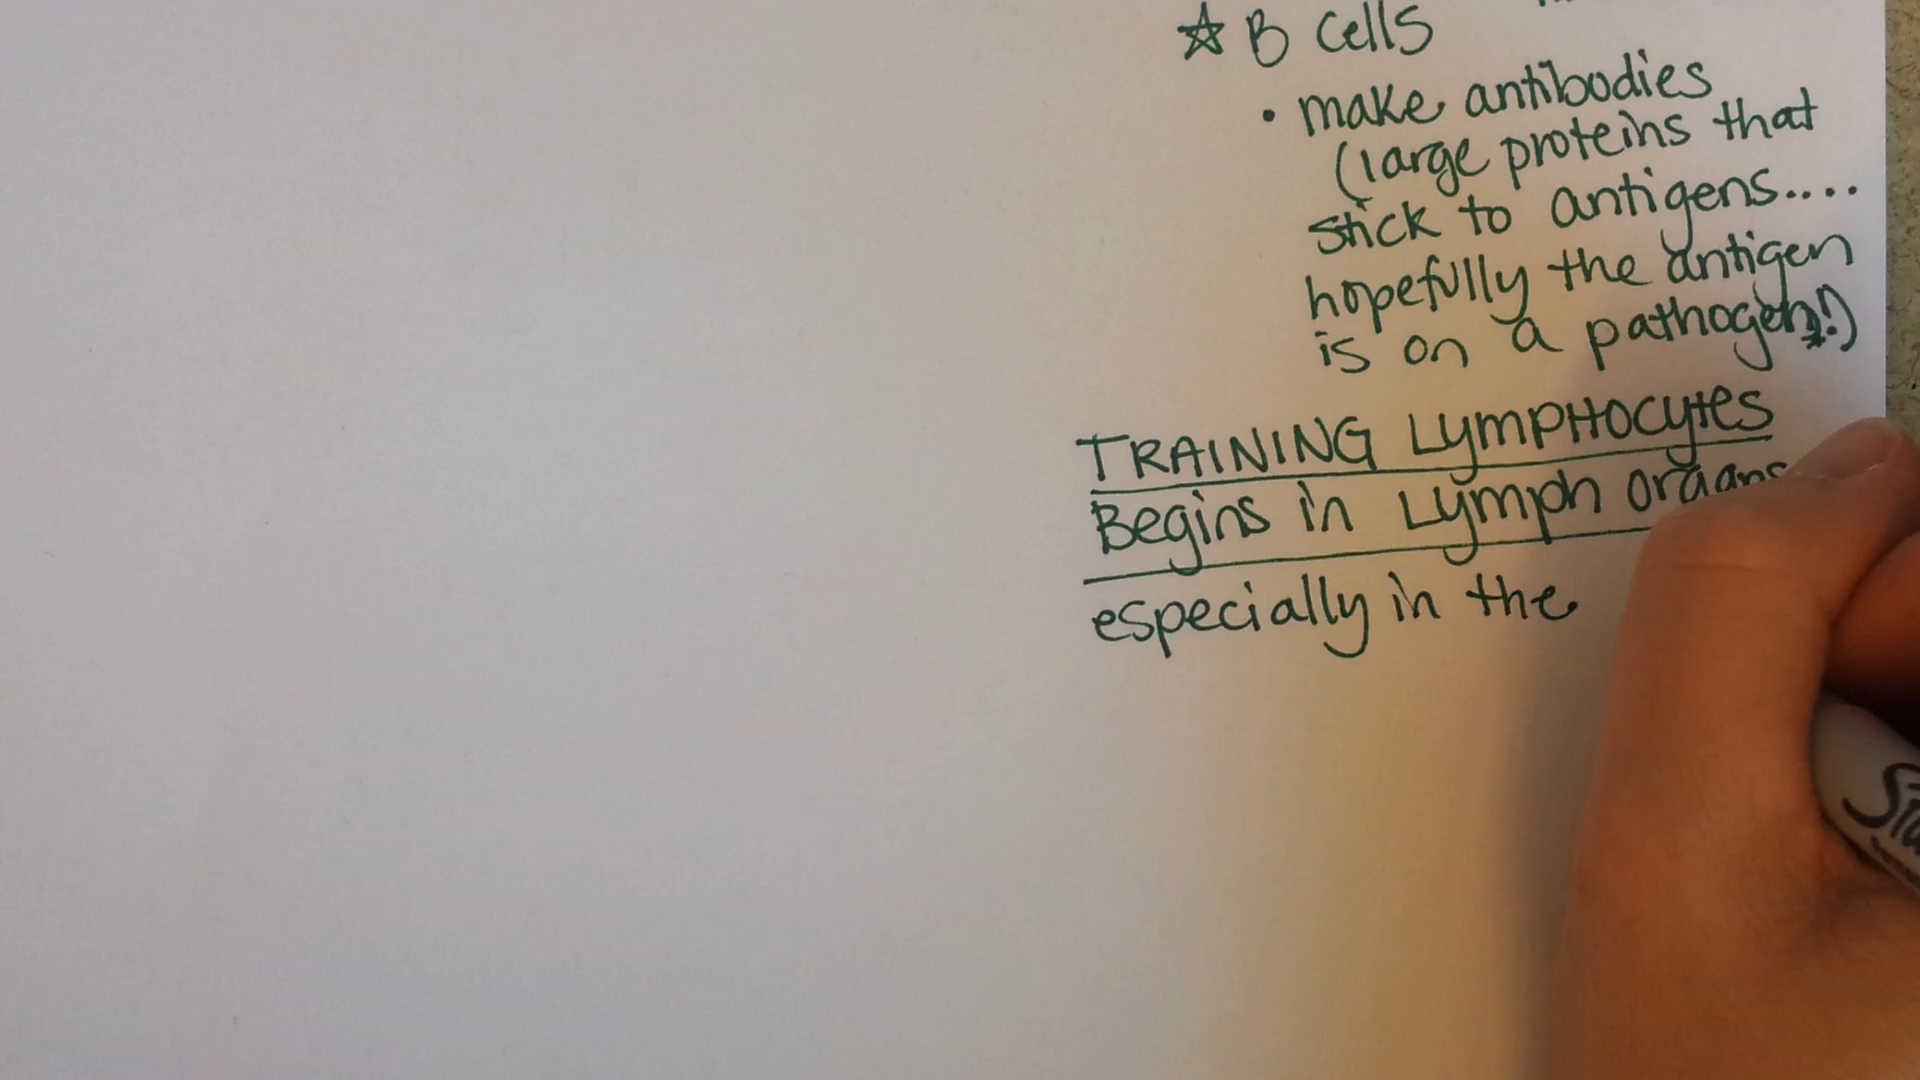 ☆ B cells
• make antibodies
(large proteins that
stick to antigens....
hopefully the antigen
is on a pathogen!)
TRAINING LYMPHOCYTES
Begins in Lymph organs
especially in the